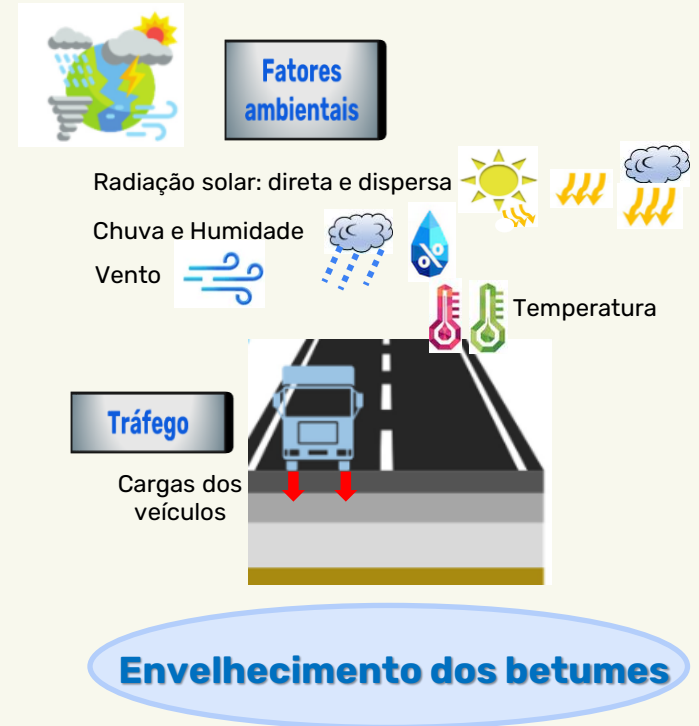 Fatores
ambientais
Radiação solar: direta e dispersa
Chuva e Humidade
%
Vento
Temperatura
Tráfego
Cargas dos
veículos
Envelhecimento dos betumes